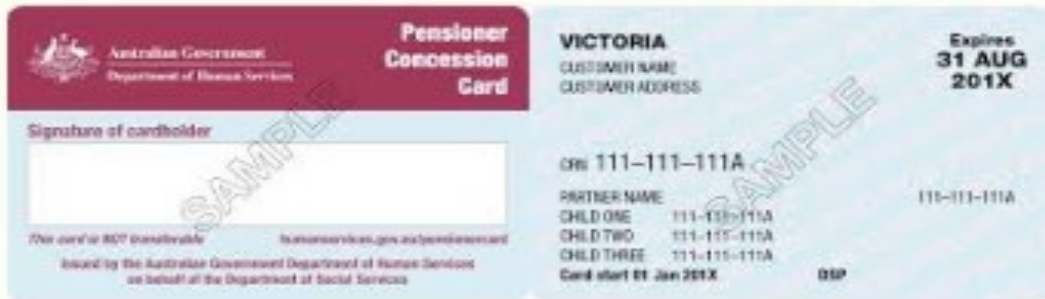 Australian Government
Department of Human Services
Pensioner
Concession
Card
Signature of cardholder
SAMPLE
This card is NOT transferable
humanservices.gov.au/pensionercard
Issued by the Australian Government Department of Human Services
on behalf of the Department of Social Services
VICTORIA
CUSTOMER NAME
CUSTOMER ADDRESS
Expires
31 AUG
201X
CRN 111-111-111A
SAMPLE
PARTNER NAME 111-111-111A
CHILD ONE 111-111-111A
CHILD TWO 111-111-111A
CHILD THREE 111-111-111A
Card start 01 Jan 201X DSP